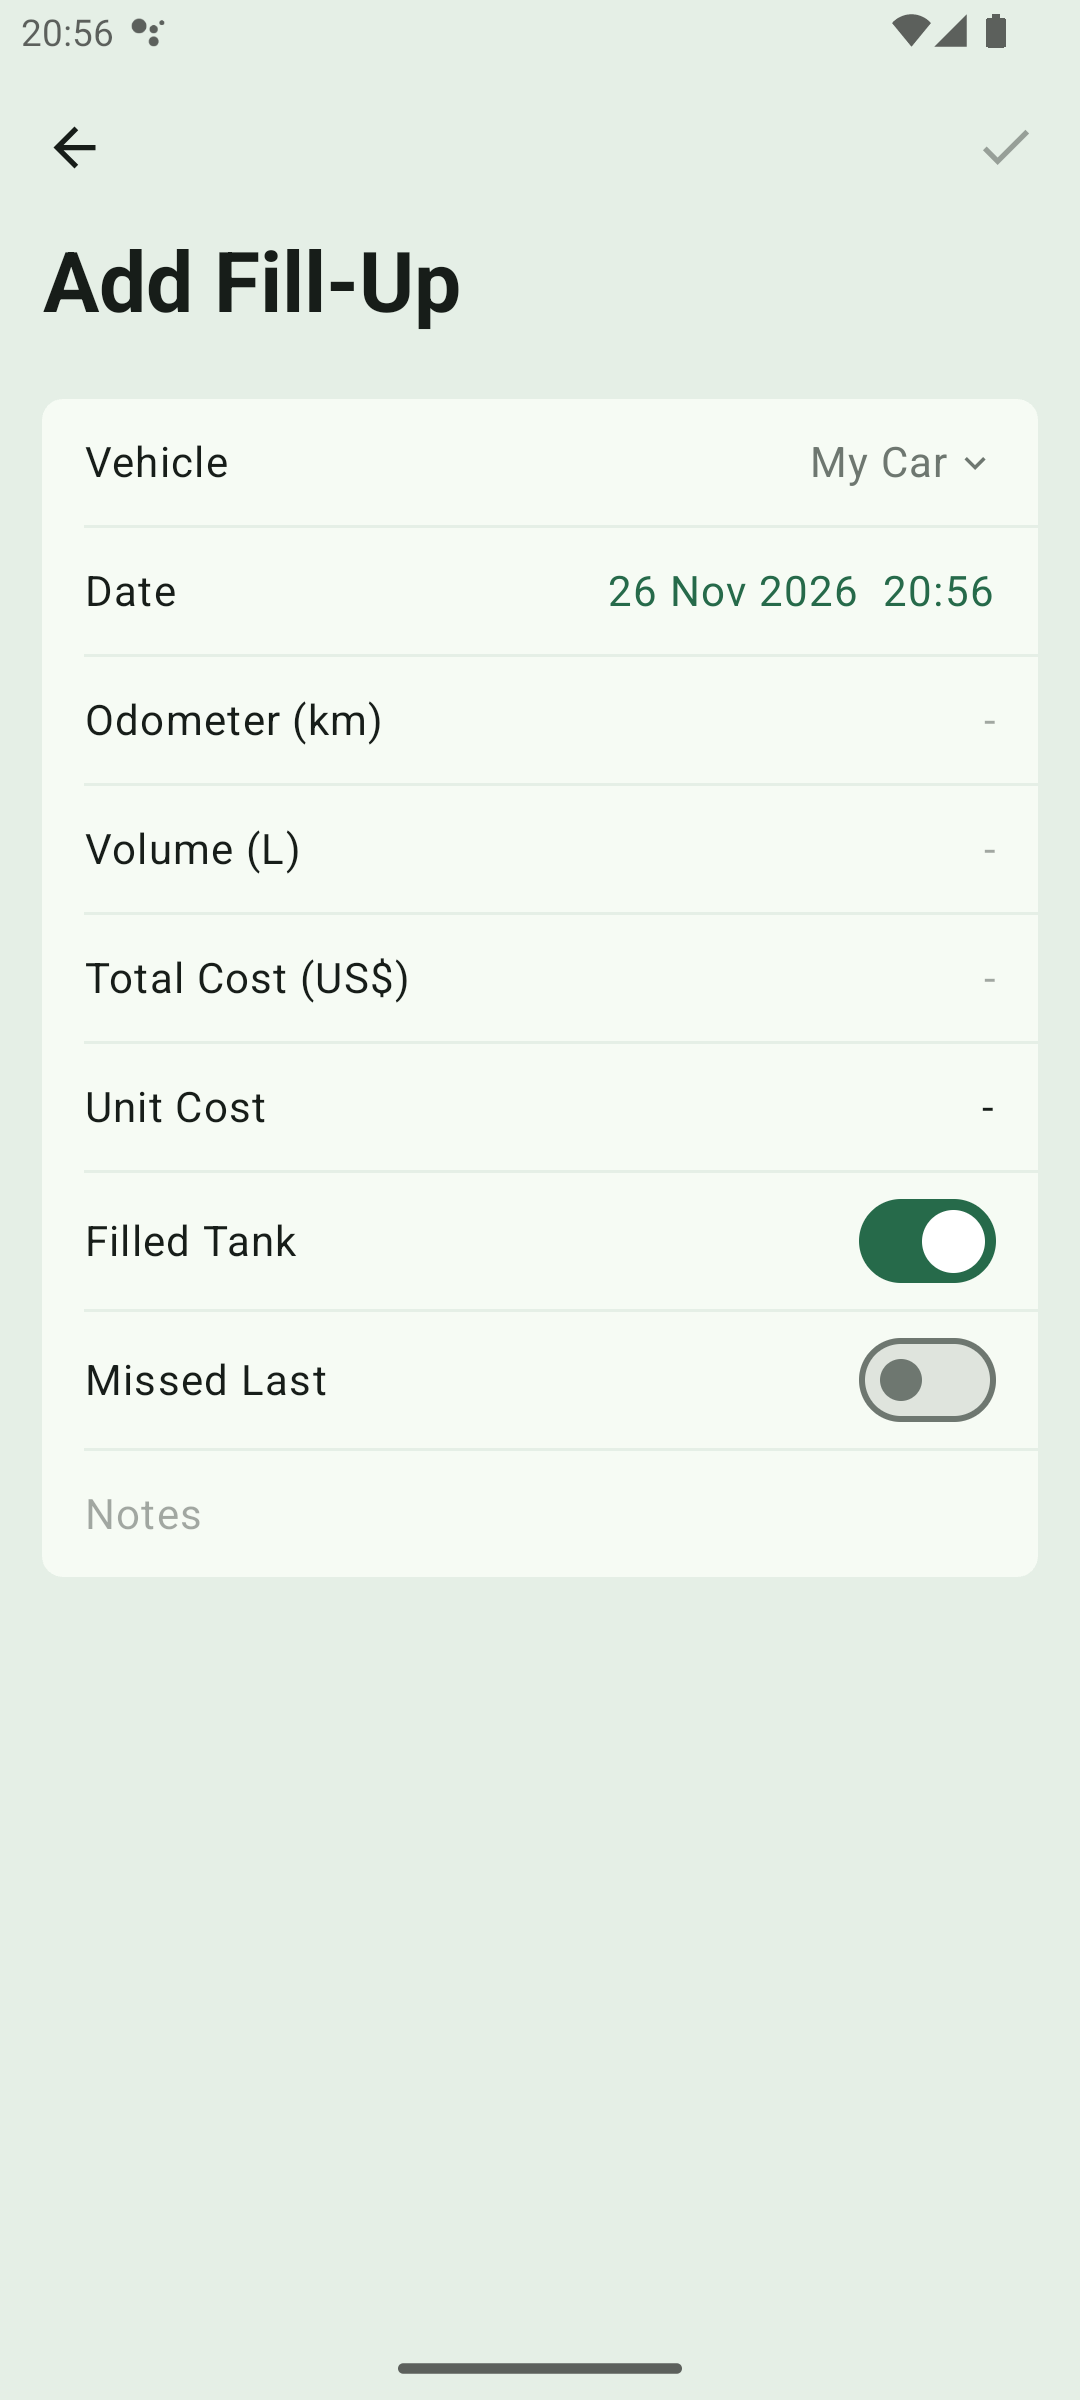 20:56
Add Fill-Up
Vehicle My Car
Date 26 Nov 2026 20:56
Odometer (km) -
Volume (L) -
Total Cost (US$) -
Unit Cost -
Filled Tank
Missed Last
Notes